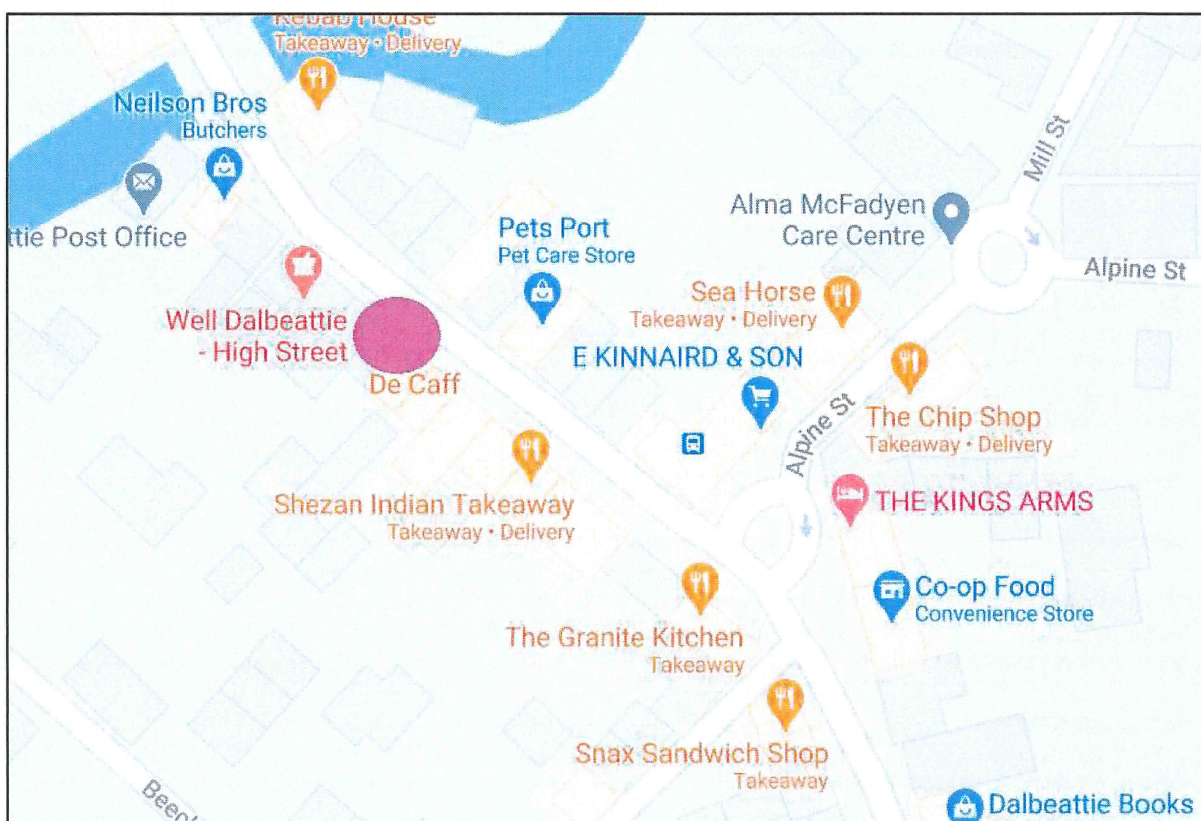 Kebab House
Takeaway • Delivery
Neilson Bros
Butchers
ttie Post Office
Pets Port
Pet Care Store
Alma McFadyen
Care Centre
Mill St
Alpine St
Well Dalbeattie
- High Street
De Caff
Sea Horse
Takeaway • Delivery
E KINNAIRD & SON
The Chip Shop
Takeaway • Delivery
Alpine St
Shezan Indian Takeaway
Takeaway • Delivery
THE KINGS ARMS
Co-op Food
Convenience Store
The Granite Kitchen
Takeaway
Snax Sandwich Shop
Takeaway
Dalbeattie Books